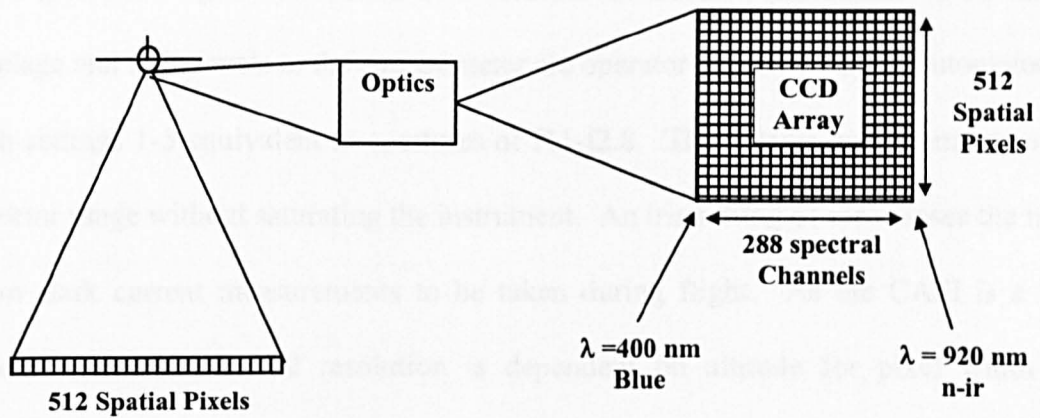 Optics
CCD
Array
512
Spatial
Pixels
288 spectral
Channels
λ =400 nm
Blue
λ = 920 nm
n-ir
512 Spatial Pixels